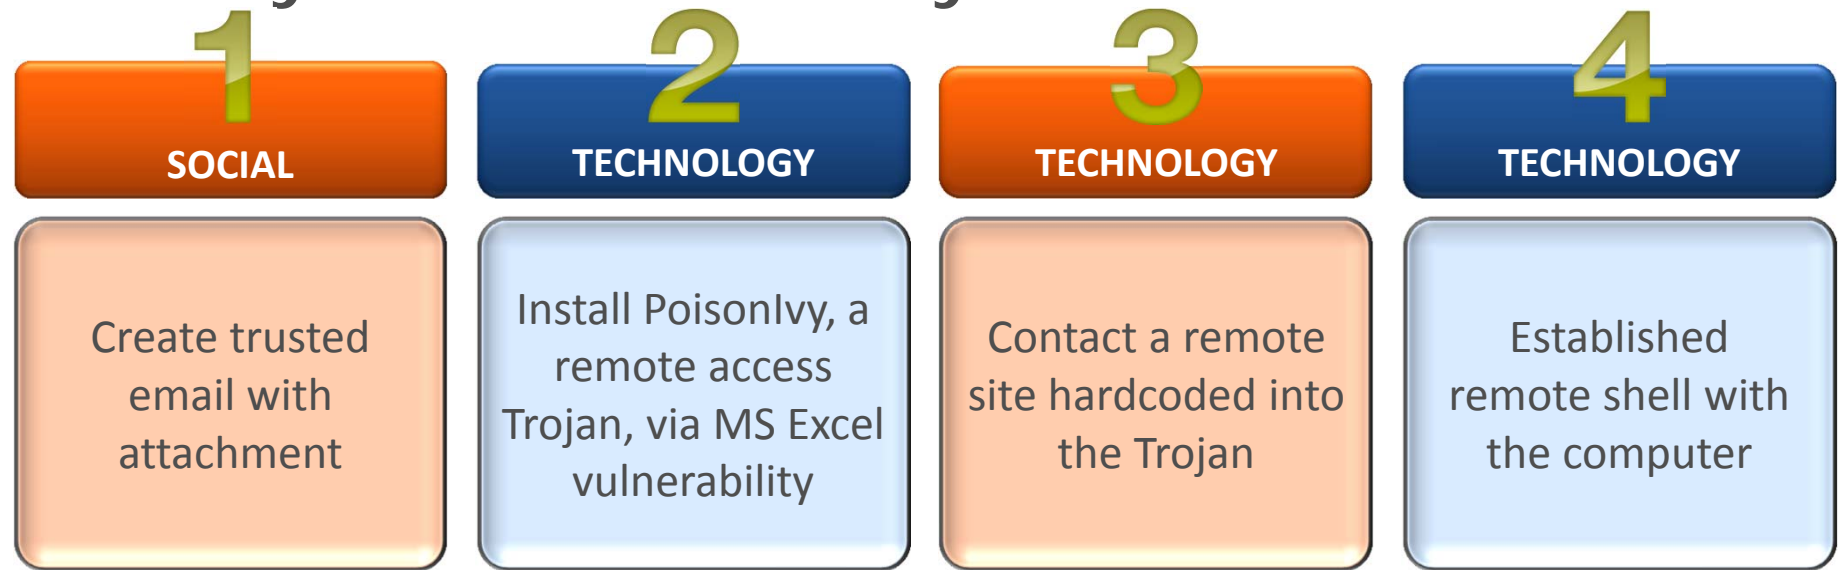 1
SOCIAL
Create trusted
email with
attachment
2
TECHNOLOGY
Install PoisonIvy, a
remote access
Trojan, via MS Excel
vulnerability
3
TECHNOLOGY
Contact a remote
site hardcoded into
the Trojan
4
TECHNOLOGY
Established
remote shell with
the computer